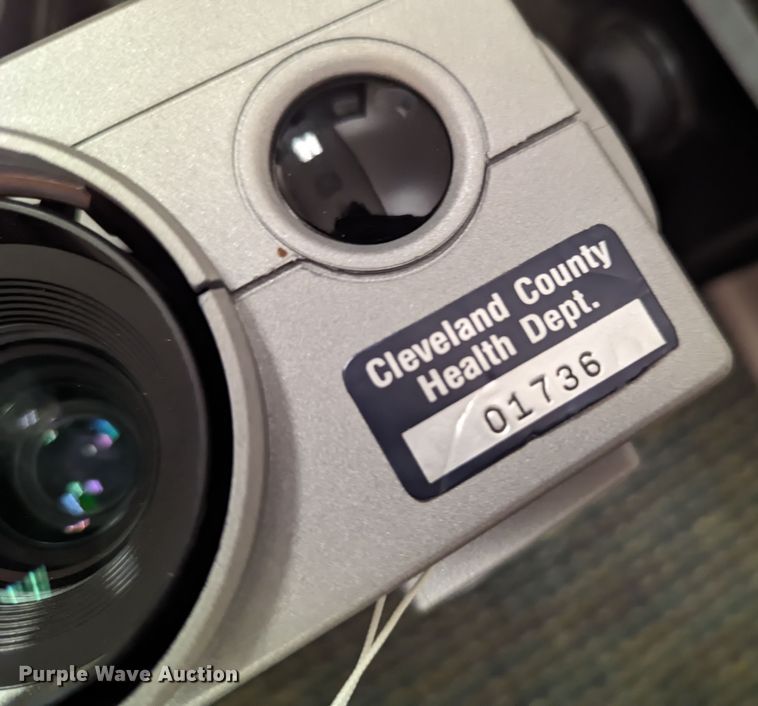 Cleveland County
Health Dept.
01736
Purple Wave Auction